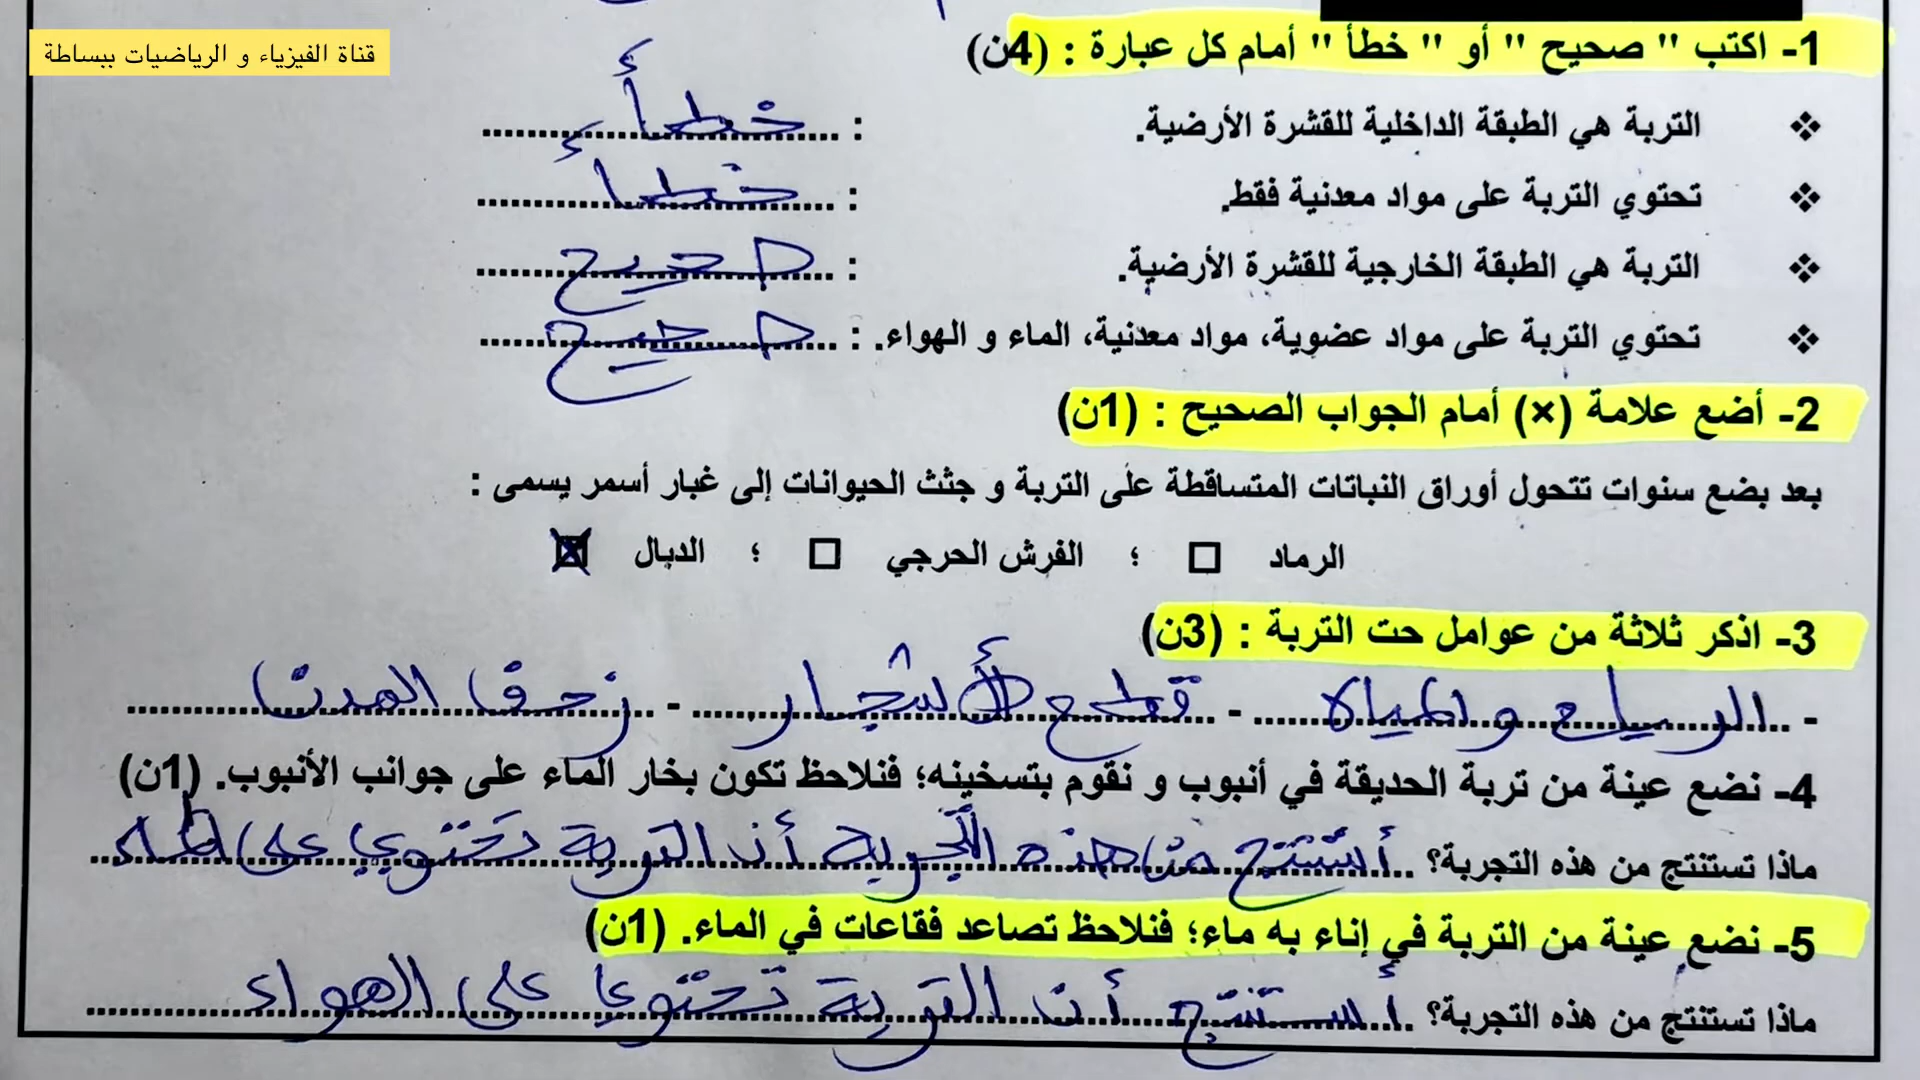 قناة الفيزياء و الرياضيات ببساطة
1- اكتب " صحيح " أو " خطأ " أمام كل عبارة : (4ن)
❖ التربة هي الطبقة الداخلية للقشرة الأرضية. : خطأ
❖ تحتوي التربة على مواد معدنية فقط. : خطأ
❖ التربة هي الطبقة الخارجية للقشرة الأرضية. : صحيح
❖ تحتوي التربة على مواد عضوية، مواد معدنية، الماء و الهواء. : صحيح
2- أضع علامة (×) أمام الجواب الصحيح : (1ن)
بعد بضع سنوات تتحول أوراق النباتات المتساقطة على التربة و جثث الحيوانات إلى غبار أسمر يسمى :
الرماد □ ؛ الفرش الحرجي □ ؛ الدبال ☒
3- اذكر ثلاثة من عوامل حت التربة : (3ن)
- الرياح والمياه - قطع الأشجار - زحف المدن
4- نضع عينة من تربة الحديقة في أنبوب و نقوم بتسخينه؛ فنلاحظ تكون بخار الماء على جوانب الأنبوب. (1ن)
ماذا تستنتج من هذه التجربة؟ أستنتج من هذه التجربة أن التربة تحتوي على الماء
5- نضع عينة من التربة في إناء به ماء؛ فنلاحظ تصاعد فقاعات في الماء. (1ن)
ماذا تستنتج من هذه التجربة؟ أستنتج أن التربة تحتوي على الهواء